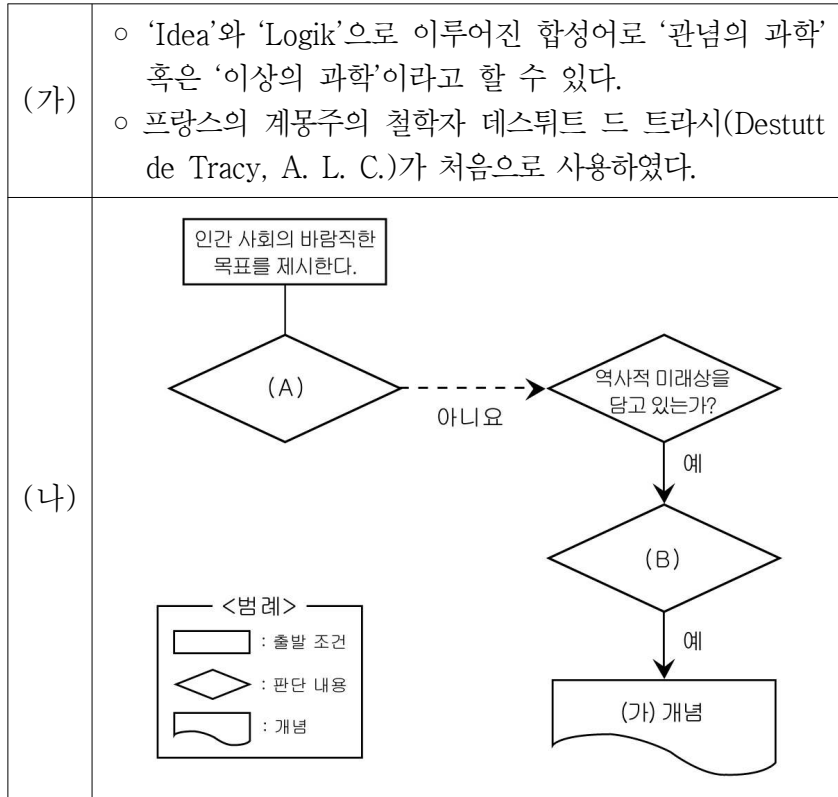 (가)
○ ‘Idea’와 ‘Logik’으로 이루어진 합성어로 ‘관념의 과학’
혹은 ‘이상의 과학’이라고 할 수 있다.
○ 프랑스의 계몽주의 철학자 데스튀트 드 트라시(Destutt
de Tracy, A. L. C.)가 처음으로 사용하였다.
(나)
인간 사회의 바람직한
목표를 제시한다.
(A)
아니요
역사적 미래상을
담고 있는가?
예
(B)
예
(가) 개념
<범례>
: 출발 조건
: 판단 내용
: 개념